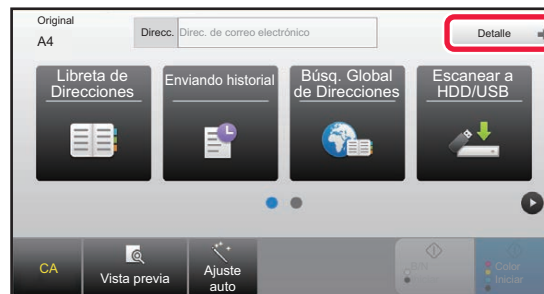 Original
A4
Direcc. Direc. de correo electrónico
Detalle
Libreta de
Direcciones
Enviando historial
Búsq. Global
de Direcciones
Escanear a
HDD/USB
CA
Vista previa
Ajuste
auto
B/N
Iniciar
Color
Iniciar